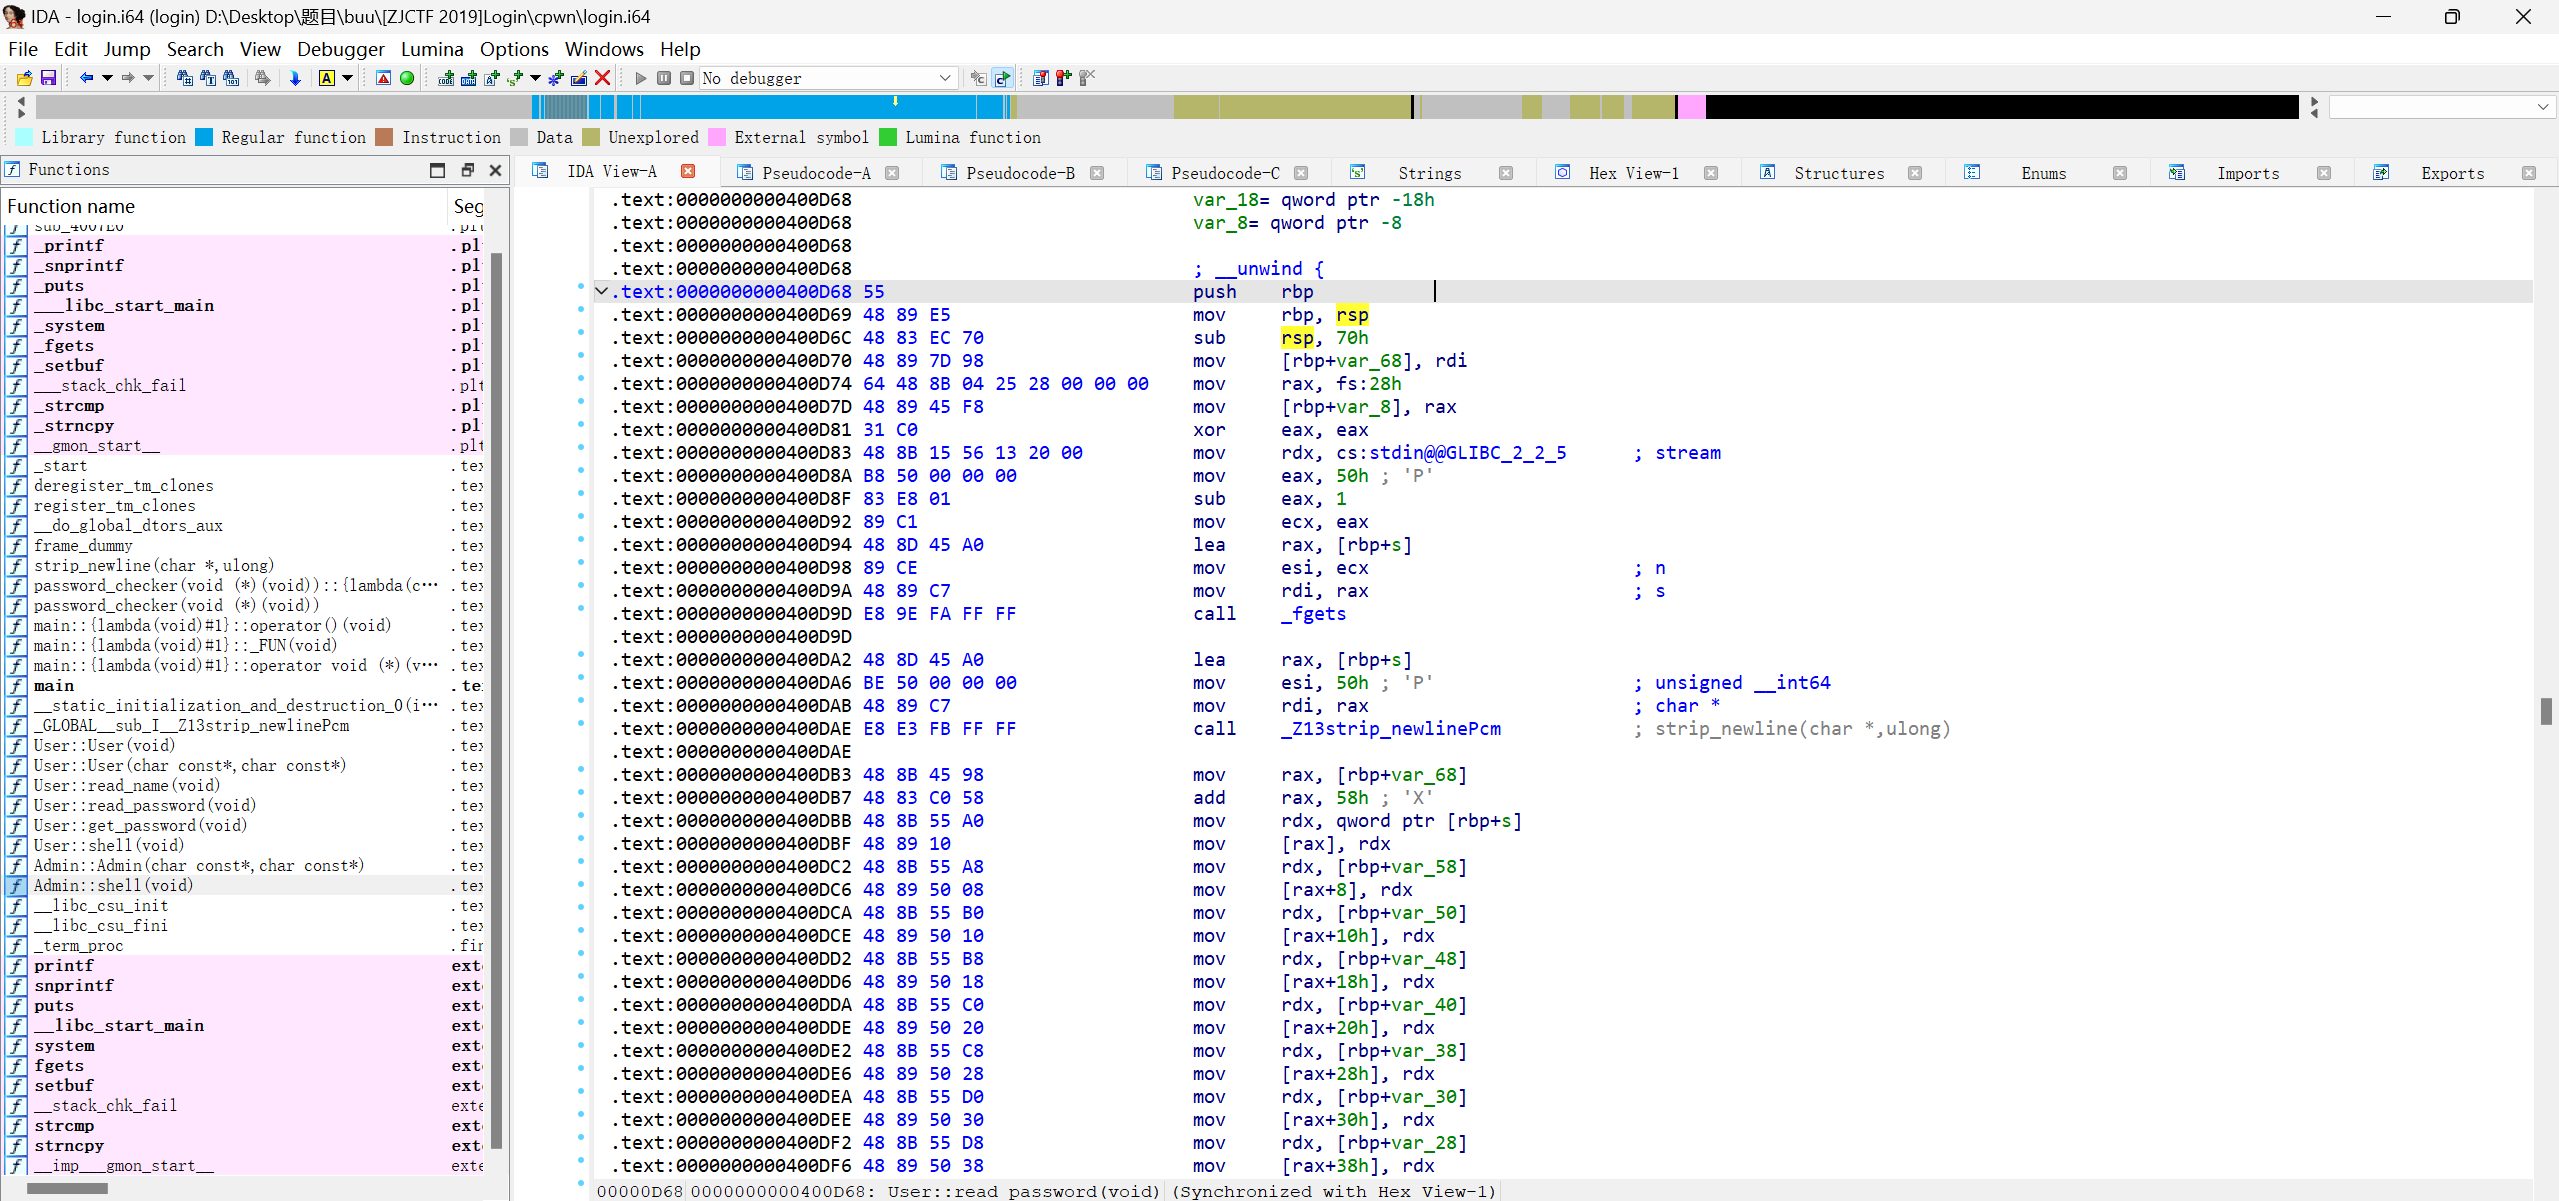 IDA - login.i64 (login) D:\Desktop\题目\buu\[ZJCTF 2019]Login\cpwn\login.i64
File Edit Jump Search View Debugger Lumina Options Windows Help
No debugger
Library function Regular function Instruction Data Unexplored External symbol Lumina function
Functions
Function name Seg
sub_4007E0 .pl
_printf .pl
_snprintf .pl
_puts .pl
___libc_start_main .pl
_system .pl
_fgets .pl
_setbuf .pl
___stack_chk_fail .plt
_strcmp .pl
_strncpy .pl
__gmon_start__ .plt
_start .te
deregister_tm_clones .te
register_tm_clones .te
__do_global_dtors_aux .te
frame_dummy .te
strip_newline(char *,ulong) .te
password_checker(void (*)(void))::{lambda(c… .te
password_checker(void (*)(void)) .te
main::{lambda(void)#1}::operator()(void) .te
main::{lambda(void)#1}::_FUN(void) .te
main::{lambda(void)#1}::operator void (*)(v… .te
main .te
__static_initialization_and_destruction_0(i… .te
_GLOBAL__sub_I__Z13strip_newlinePcm .te
User::User(void) .te
User::User(char const*,char const*) .te
User::read_name(void) .te
User::read_password(void) .te
User::get_password(void) .te
User::shell(void) .te
Admin::Admin(char const*,char const*) .te
Admin::shell(void) .te
__libc_csu_init .te
__libc_csu_fini .te
_term_proc .fi
printf ext
snprintf ext
puts ext
__libc_start_main ext
system ext
fgets ext
setbuf ext
__stack_chk_fail exte
strcmp ext
strncpy ext
__imp___gmon_start__ exte
IDA View-A Pseudocode-A Pseudocode-B Pseudocode-C Strings Hex View-1 Structures Enums Imports Exports
.text:0000000000400D68 var_18= qword ptr -18h
.text:0000000000400D68 var_8= qword ptr -8
.text:0000000000400D68
.text:0000000000400D68 ; __unwind {
.text:0000000000400D68 55 push rbp
.text:0000000000400D69 48 89 E5 mov rbp, rsp
.text:0000000000400D6C 48 83 EC 70 sub rsp, 70h
.text:0000000000400D70 48 89 7D 98 mov [rbp+var_68], rdi
.text:0000000000400D74 64 48 8B 04 25 28 00 00 00 mov rax, fs:28h
.text:0000000000400D7D 48 89 45 F8 mov [rbp+var_8], rax
.text:0000000000400D81 31 C0 xor eax, eax
.text:0000000000400D83 48 8B 15 56 13 20 00 mov rdx, cs:stdin@@GLIBC_2_2_5 ; stream
.text:0000000000400D8A B8 50 00 00 00 mov eax, 50h ; 'P'
.text:0000000000400D8F 83 E8 01 sub eax, 1
.text:0000000000400D92 89 C1 mov ecx, eax
.text:0000000000400D94 48 8D 45 A0 lea rax, [rbp+s]
.text:0000000000400D98 89 CE mov esi, ecx ; n
.text:0000000000400D9A 48 89 C7 mov rdi, rax ; s
.text:0000000000400D9D E8 9E FA FF FF call _fgets
.text:0000000000400D9D
.text:0000000000400DA2 48 8D 45 A0 lea rax, [rbp+s]
.text:0000000000400DA6 BE 50 00 00 00 mov esi, 50h ; 'P' ; unsigned __int64
.text:0000000000400DAB 48 89 C7 mov rdi, rax ; char *
.text:0000000000400DAE E8 E3 FB FF FF call _Z13strip_newlinePcm ; strip_newline(char *,ulong)
.text:0000000000400DAE
.text:0000000000400DB3 48 8B 45 98 mov rax, [rbp+var_68]
.text:0000000000400DB7 48 83 C0 58 add rax, 58h ; 'X'
.text:0000000000400DBB 48 8B 55 A0 mov rdx, qword ptr [rbp+s]
.text:0000000000400DBF 48 89 10 mov [rax], rdx
.text:0000000000400DC2 48 8B 55 A8 mov rdx, [rbp+var_58]
.text:0000000000400DC6 48 89 50 08 mov [rax+8], rdx
.text:0000000000400DCA 48 8B 55 B0 mov rdx, [rbp+var_50]
.text:0000000000400DCE 48 89 50 10 mov [rax+10h], rdx
.text:0000000000400DD2 48 8B 55 B8 mov rdx, [rbp+var_48]
.text:0000000000400DD6 48 89 50 18 mov [rax+18h], rdx
.text:0000000000400DDA 48 8B 55 C0 mov rdx, [rbp+var_40]
.text:0000000000400DDE 48 89 50 20 mov [rax+20h], rdx
.text:0000000000400DE2 48 8B 55 C8 mov rdx, [rbp+var_38]
.text:0000000000400DE6 48 89 50 28 mov [rax+28h], rdx
.text:0000000000400DEA 48 8B 55 D0 mov rdx, [rbp+var_30]
.text:0000000000400DEE 48 89 50 30 mov [rax+30h], rdx
.text:0000000000400DF2 48 8B 55 D8 mov rdx, [rbp+var_28]
.text:0000000000400DF6 48 89 50 38 mov [rax+38h], rdx
00000D68 0000000000400D68: User::read password(void) (Synchronized with Hex View-1)